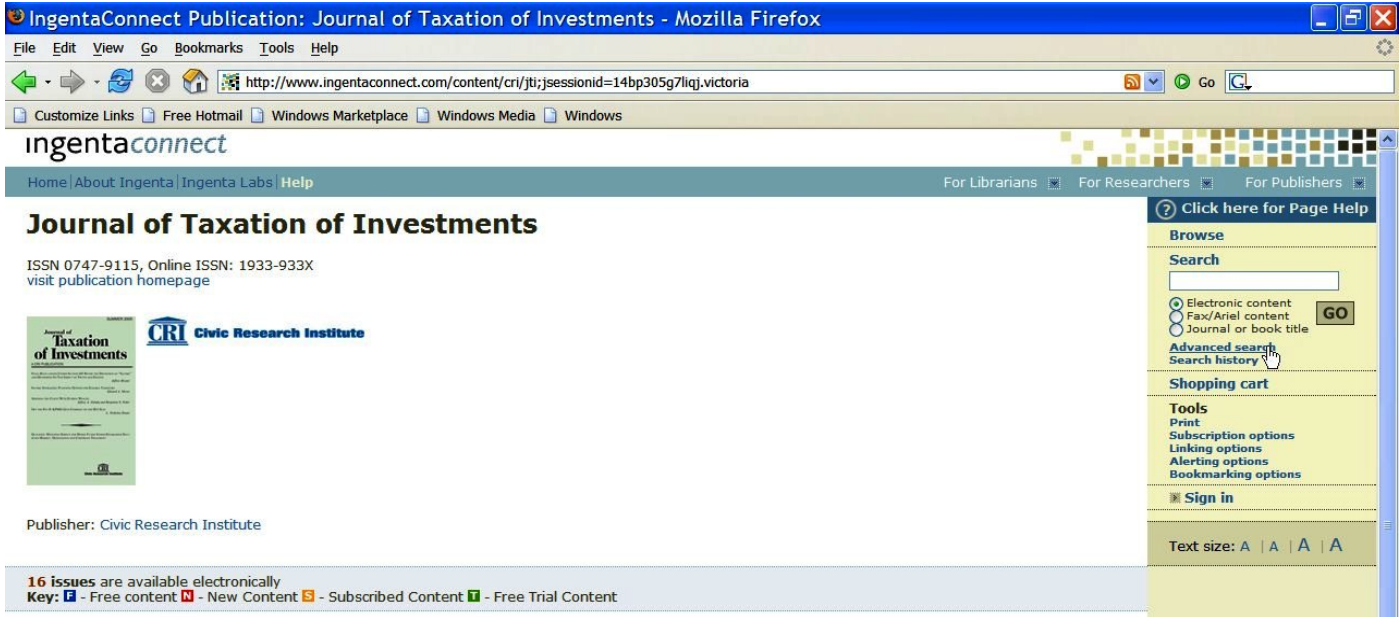 IngentaConnect Publication: Journal of Taxation of Investments - Mozilla Firefox
File Edit View Go Bookmarks Tools Help
http://www.ingentaconnect.com/content/cri/jti;jsessionid=14bp305g7liqj.victoria Go
Customize Links Free Hotmail Windows Marketplace Windows Media Windows
ingentaconnect
Home|About Ingenta|Ingenta Labs|Help For Librarians For Researchers For Publishers
Click here for Page Help
Journal of Taxation of Investments
ISSN 0747-9115, Online ISSN: 1933-933X
visit publication homepage
Journal of
Taxation
of Investments
CRI Civic Research Institute
Publisher: Civic Research Institute
16 issues are available electronically
Key: F - Free content N - New Content S - Subscribed Content T - Free Trial Content
Browse
Search
Electronic content
Fax/Ariel content
Journal or book title
GO
Advanced search
Search history
Shopping cart
Tools
Print
Subscription options
Linking options
Alerting options
Bookmarking options
Sign in
Text size: A | A | A | A